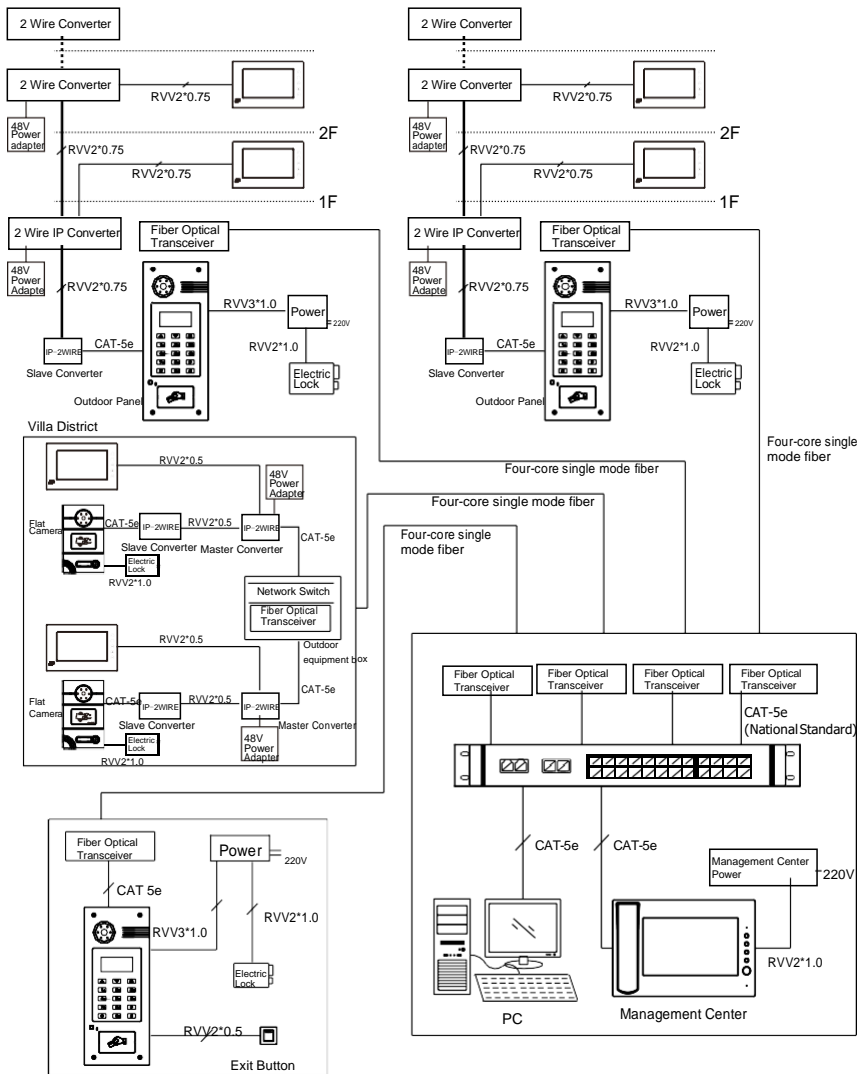 2 Wire Converter
2 Wire Converter
RVV2*0.75
48V
Power
adapter
2F
RVV2*0.75
RVV2*0.75
1F
2 Wire IP Converter
Fiber Optical
Transceiver
48V
Power
Adapte
RVV2*0.75
RVV3*1.0
Power
220V
CAT-5e
RVV2*1.0
IP-2WIRE
Slave Converter
Electric
Lock
Outdoor Panel
2 Wire Converter
2 Wire Converter
RVV2*0.75
48V
Power
adapter
2F
RVV2*0.75
RVV2*0.75
1F
2 Wire IP Converter
Fiber Optical
Transceiver
48V
Power
Adapte
RVV2*0.75
RVV3*1.0
Power
220V
CAT-5e
RVV2*1.0
IP-2WIRE
Slave Converter
Electric
Lock
Outdoor Panel
Villa District
RVV2*0.5
48V
Power
Adapter
Flat
Camera
CAT-5e
IP-2WIRE
RVV2*0.5
IP-2WIRE
CAT-5e
Slave Converter
Master Converter
Electric
Lock
RVV2*1.0
Network Switch
Fiber Optical
Transceiver
Outdoor
equipment box
RVV2*0.5
CAT-5e
Flat
Camera
CAT-5e
IP-2WIRE
RVV2*0.5
IP-2WIRE
Slave Converter
Master Converter
Electric
Lock
RVV2*1.0
48V
Power
Adapter
Four-core single
mode fiber
Four-core single mode fiber
Four-core single mode fiber
Four-core single
mode fiber
Fiber Optical
Transceiver
Fiber Optical
Transceiver
Fiber Optical
Transceiver
Fiber Optical
Transceiver
CAT-5e
(National Standard)
CAT-5e
CAT-5e
Management Center
Power
220V
RVV2*1.0
PC
Management Center
Fiber Optical
Transceiver
Power
220V
CAT 5e
RVV3*1.0
RVV2*1.0
Electric
Lock
RVV2*0.5
Exit Button